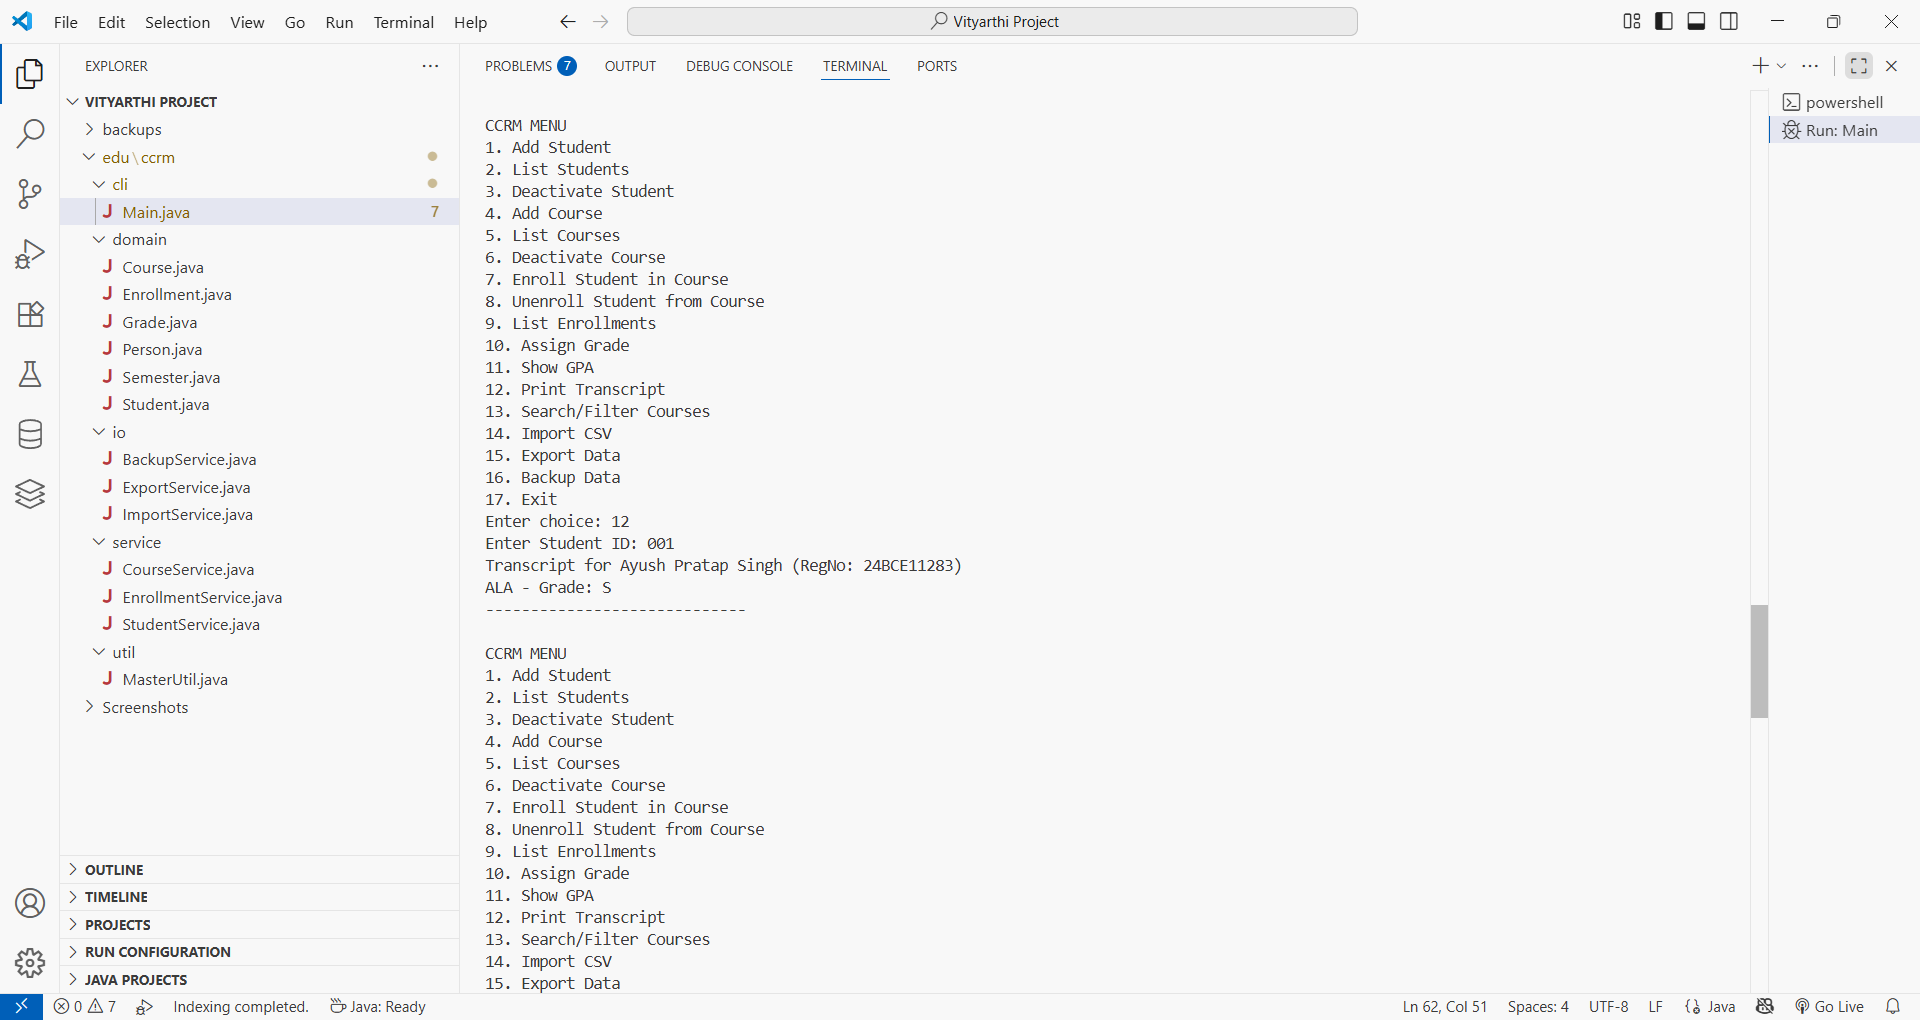 File Edit Selection View Go Run Terminal Help
Vityarthi Project
EXPLORER
VITYARTHI PROJECT
backups
edu\ccrm
cli
J Main.java 7
domain
J Course.java
J Enrollment.java
J Grade.java
J Person.java
J Semester.java
J Student.java
io
J BackupService.java
J ExportService.java
J ImportService.java
service
J CourseService.java
J EnrollmentService.java
J StudentService.java
util
J MasterUtil.java
Screenshots
OUTLINE
TIMELINE
PROJECTS
RUN CONFIGURATION
JAVA PROJECTS
PROBLEMS 7 OUTPUT DEBUG CONSOLE TERMINAL PORTS
CCRM MENU
1. Add Student
2. List Students
3. Deactivate Student
4. Add Course
5. List Courses
6. Deactivate Course
7. Enroll Student in Course
8. Unenroll Student from Course
9. List Enrollments
10. Assign Grade
11. Show GPA
12. Print Transcript
13. Search/Filter Courses
14. Import CSV
15. Export Data
16. Backup Data
17. Exit
Enter choice: 12
Enter Student ID: 001
Transcript for Ayush Pratap Singh (RegNo: 24BCE11283)
ALA - Grade: S
-----------------------------
CCRM MENU
1. Add Student
2. List Students
3. Deactivate Student
4. Add Course
5. List Courses
6. Deactivate Course
7. Enroll Student in Course
8. Unenroll Student from Course
9. List Enrollments
10. Assign Grade
11. Show GPA
12. Print Transcript
13. Search/Filter Courses
14. Import CSV
15. Export Data
powershell
Run: Main
0 7 Indexing completed. Java: Ready Ln 62, Col 51 Spaces: 4 UTF-8 LF Java Go Live